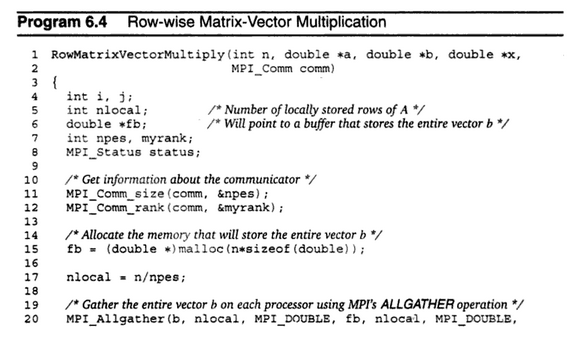 Program 6.4 Row-wise Matrix-Vector Multiplication
1 RowMatrixVectorMultiply(int n, double *a, double *b, double *x,
2 MPI_Comm comm)
3 {
4 int i, j;
5 int nlocal; /* Number of locally stored rows of A */
6 double *fb; /* Will point to a buffer that stores the entire vector b */
7 int npes, myrank;
8 MPI_Status status;
9
10 /* Get information about the communicator */
11 MPI_Comm_size(comm, &npes);
12 MPI_Comm_rank(comm, &myrank);
13
14 /* Allocate the memory that will store the entire vector b */
15 fb = (double *)malloc(n*sizeof(double));
16
17 nlocal = n/npes;
18
19 /* Gather the entire vector b on each processor using MPI's ALLGATHER operation */
20 MPI_Allgather(b, nlocal, MPI_DOUBLE, fb, nlocal, MPI_DOUBLE,